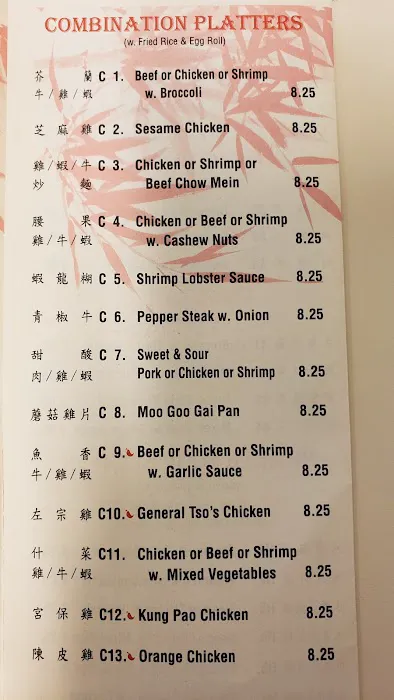 COMBINATION PLATTERS
(w. Fried Rice & Egg Roll)
芥 蘭 C 1. Beef or Chicken or Shrimp
牛/雞/蝦 w. Broccoli 8.25
芝麻雞 C 2. Sesame Chicken 8.25
雞/蝦/牛 C 3. Chicken or Shrimp or
炒 麵 Beef Chow Mein 8.25
腰 果 C 4. Chicken or Beef or Shrimp
雞/牛/蝦 w. Cashew Nuts 8.25
蝦龍糊 C 5. Shrimp Lobster Sauce 8.25
青椒牛 C 6. Pepper Steak w. Onion 8.25
甜 酸 C 7. Sweet & Sour
肉/雞/蝦 Pork or Chicken or Shrimp 8.25
蘑菇雞片 C 8. Moo Goo Gai Pan 8.25
魚 香 C 9. Beef or Chicken or Shrimp
牛/雞/蝦 w. Garlic Sauce 8.25
左宗雞 C10. General Tso's Chicken 8.25
什 菜 C11. Chicken or Beef or Shrimp
雞/牛/蝦 w. Mixed Vegetables 8.25
宮保雞 C12. Kung Pao Chicken 8.25
陳皮雞 C13. Orange Chicken 8.25